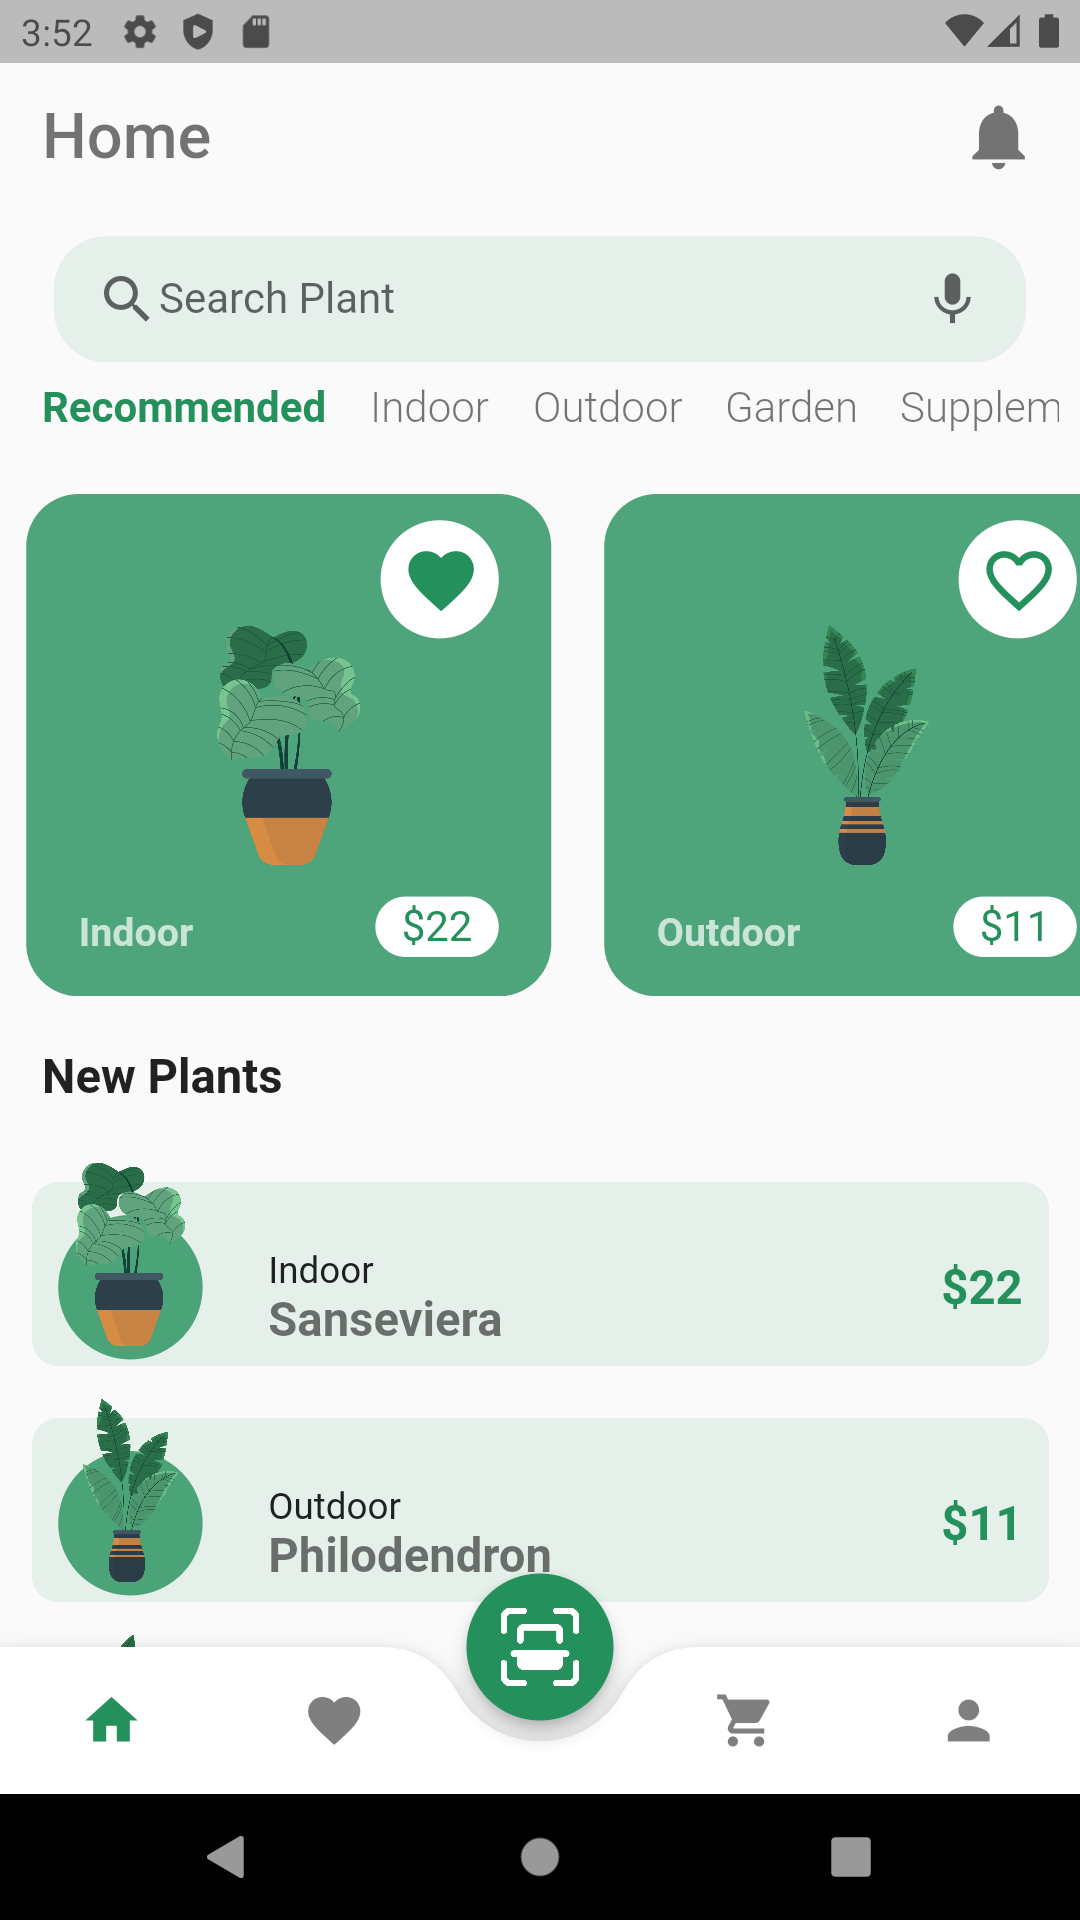 3:52
Home
Search Plant
Recommended Indoor Outdoor Garden Supplem
Indoor $22
Outdoor $11
New Plants
Indoor
Sanseviera
$22
Outdoor
Philodendron
$11